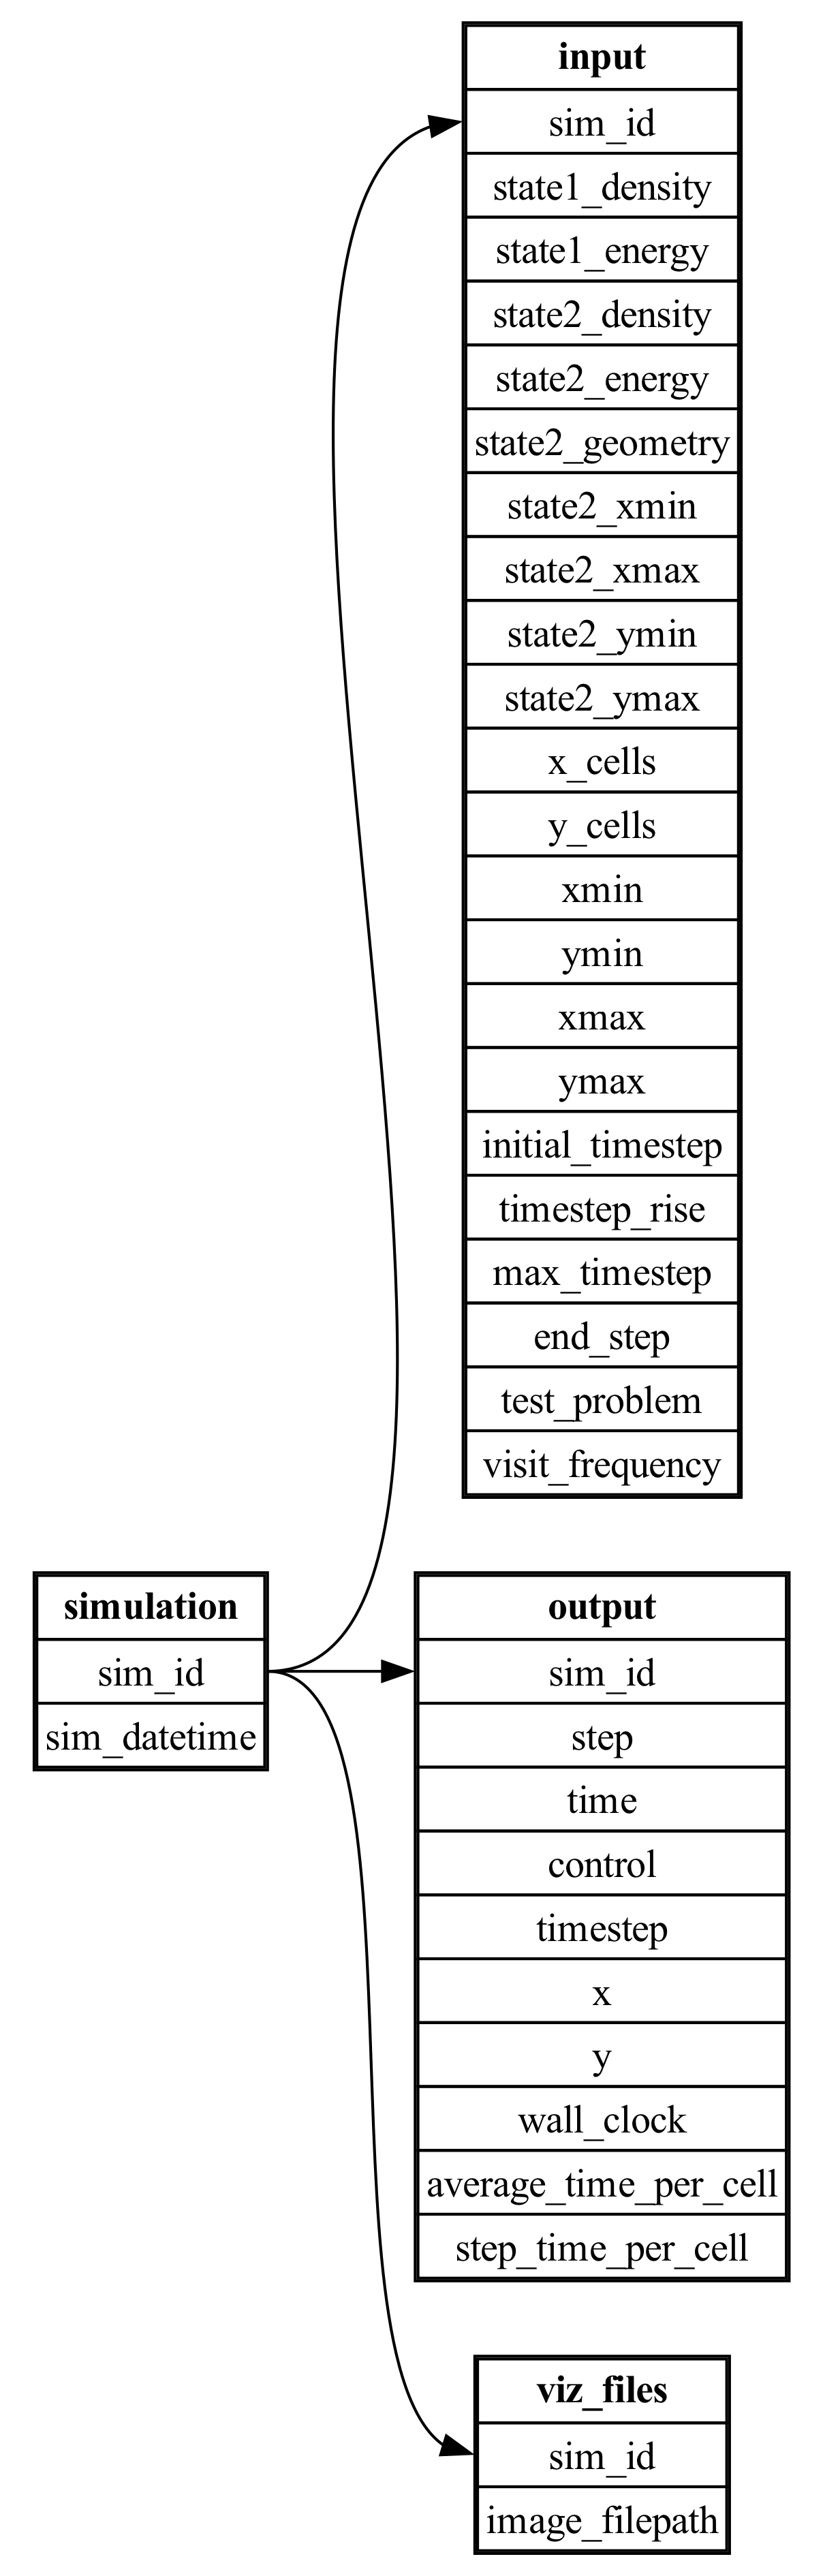 input
sim_id
state1_density
state1_energy
state2_density
state2_energy
state2_geometry
state2_xmin
state2_xmax
state2_ymin
state2_ymax
x_cells
y_cells
xmin
ymin
xmax
ymax
initial_timestep
timestep_rise
max_timestep
end_step
test_problem
visit_frequency
simulation
sim_id
sim_datetime
output
sim_id
step
time
control
timestep
x
y
wall_clock
average_time_per_cell
step_time_per_cell
viz_files
sim_id
image_filepath